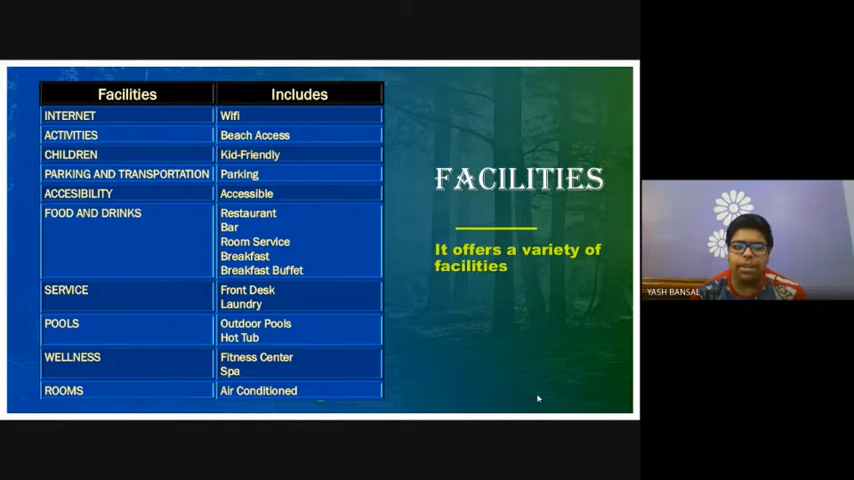 Facilities Includes
INTERNET Wifi
ACTIVITIES Beach Access
CHILDREN Kid-Friendly
PARKING AND TRANSPORTATION Parking
ACCESIBILITY Accessible
FOOD AND DRINKS Restaurant
Bar
Room Service
Breakfast
Breakfast Buffet
SERVICE Front Desk
Laundry
POOLS Outdoor Pools
Hot Tub
WELLNESS Fitness Center
Spa
ROOMS Air Conditioned
FACILITIES
It offers a variety of
facilities
YASH BANSAL